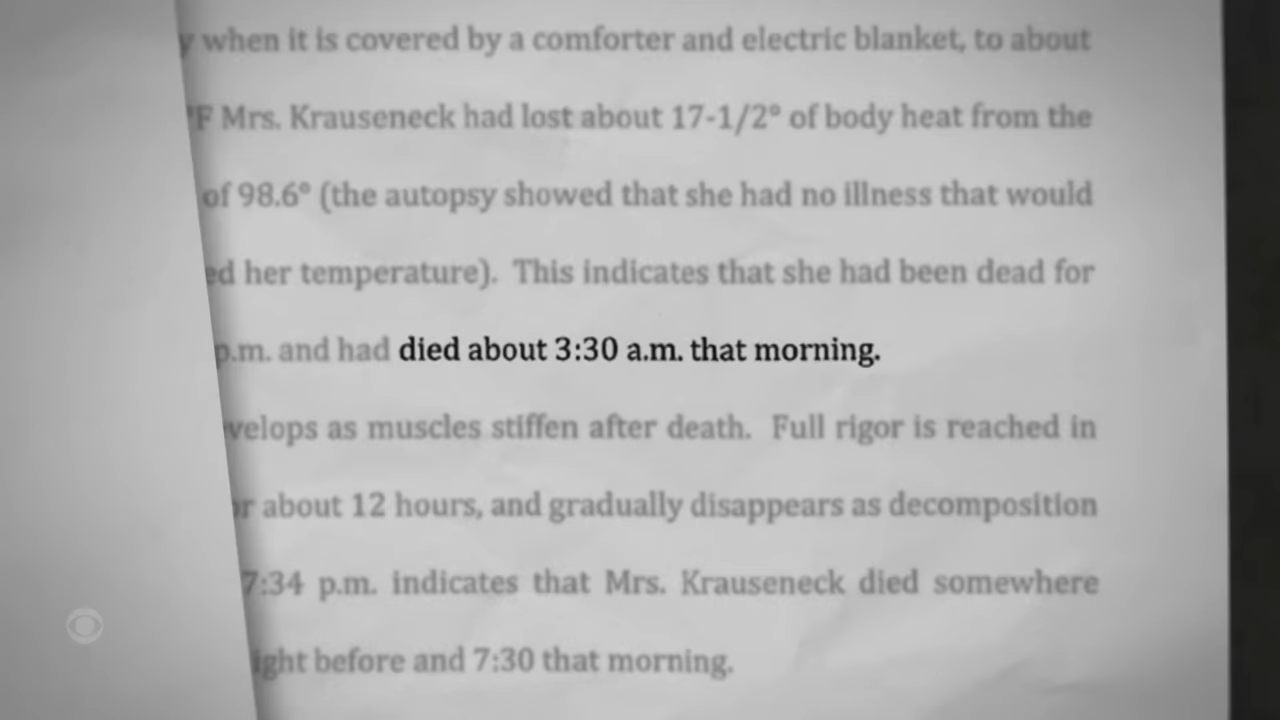 when it is covered by a comforter and electric blanket, to about
°F Mrs. Krauseneck had lost about 17-1/2° of body heat from the
of 98.6° (the autopsy showed that she had no illness that would
ed her temperature). This indicates that she had been dead for
p.m. and had died about 3:30 a.m. that morning.
velops as muscles stiffen after death. Full rigor is reached in
about 12 hours, and gradually disappears as decomposition
7:34 p.m. indicates that Mrs. Krauseneck died somewhere
ight before and 7:30 that morning.